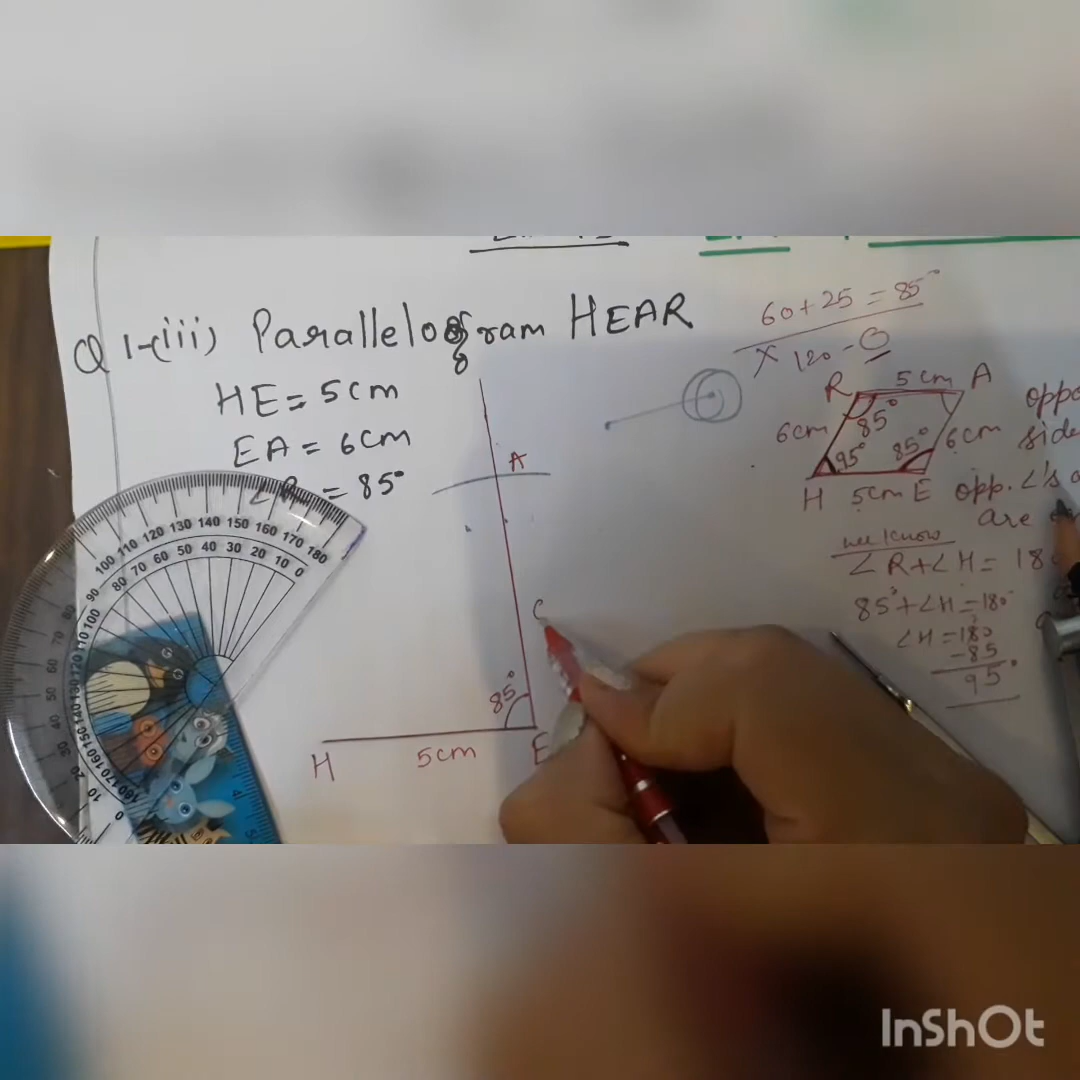 Q 1-(iii) Parallelogram HEAR
HE = 5cm
EA = 6cm
= 85°
60+25 = 85°
X 120 -
R 5cm A
6cm 85°
95° 85° 6cm
H 5cm E
side
opp. ∠'s
are
we know
∠R+∠H = 18
85°+∠H = 180°
∠H = 180
-85
95°
A
85°
H 5cm E
InShOt